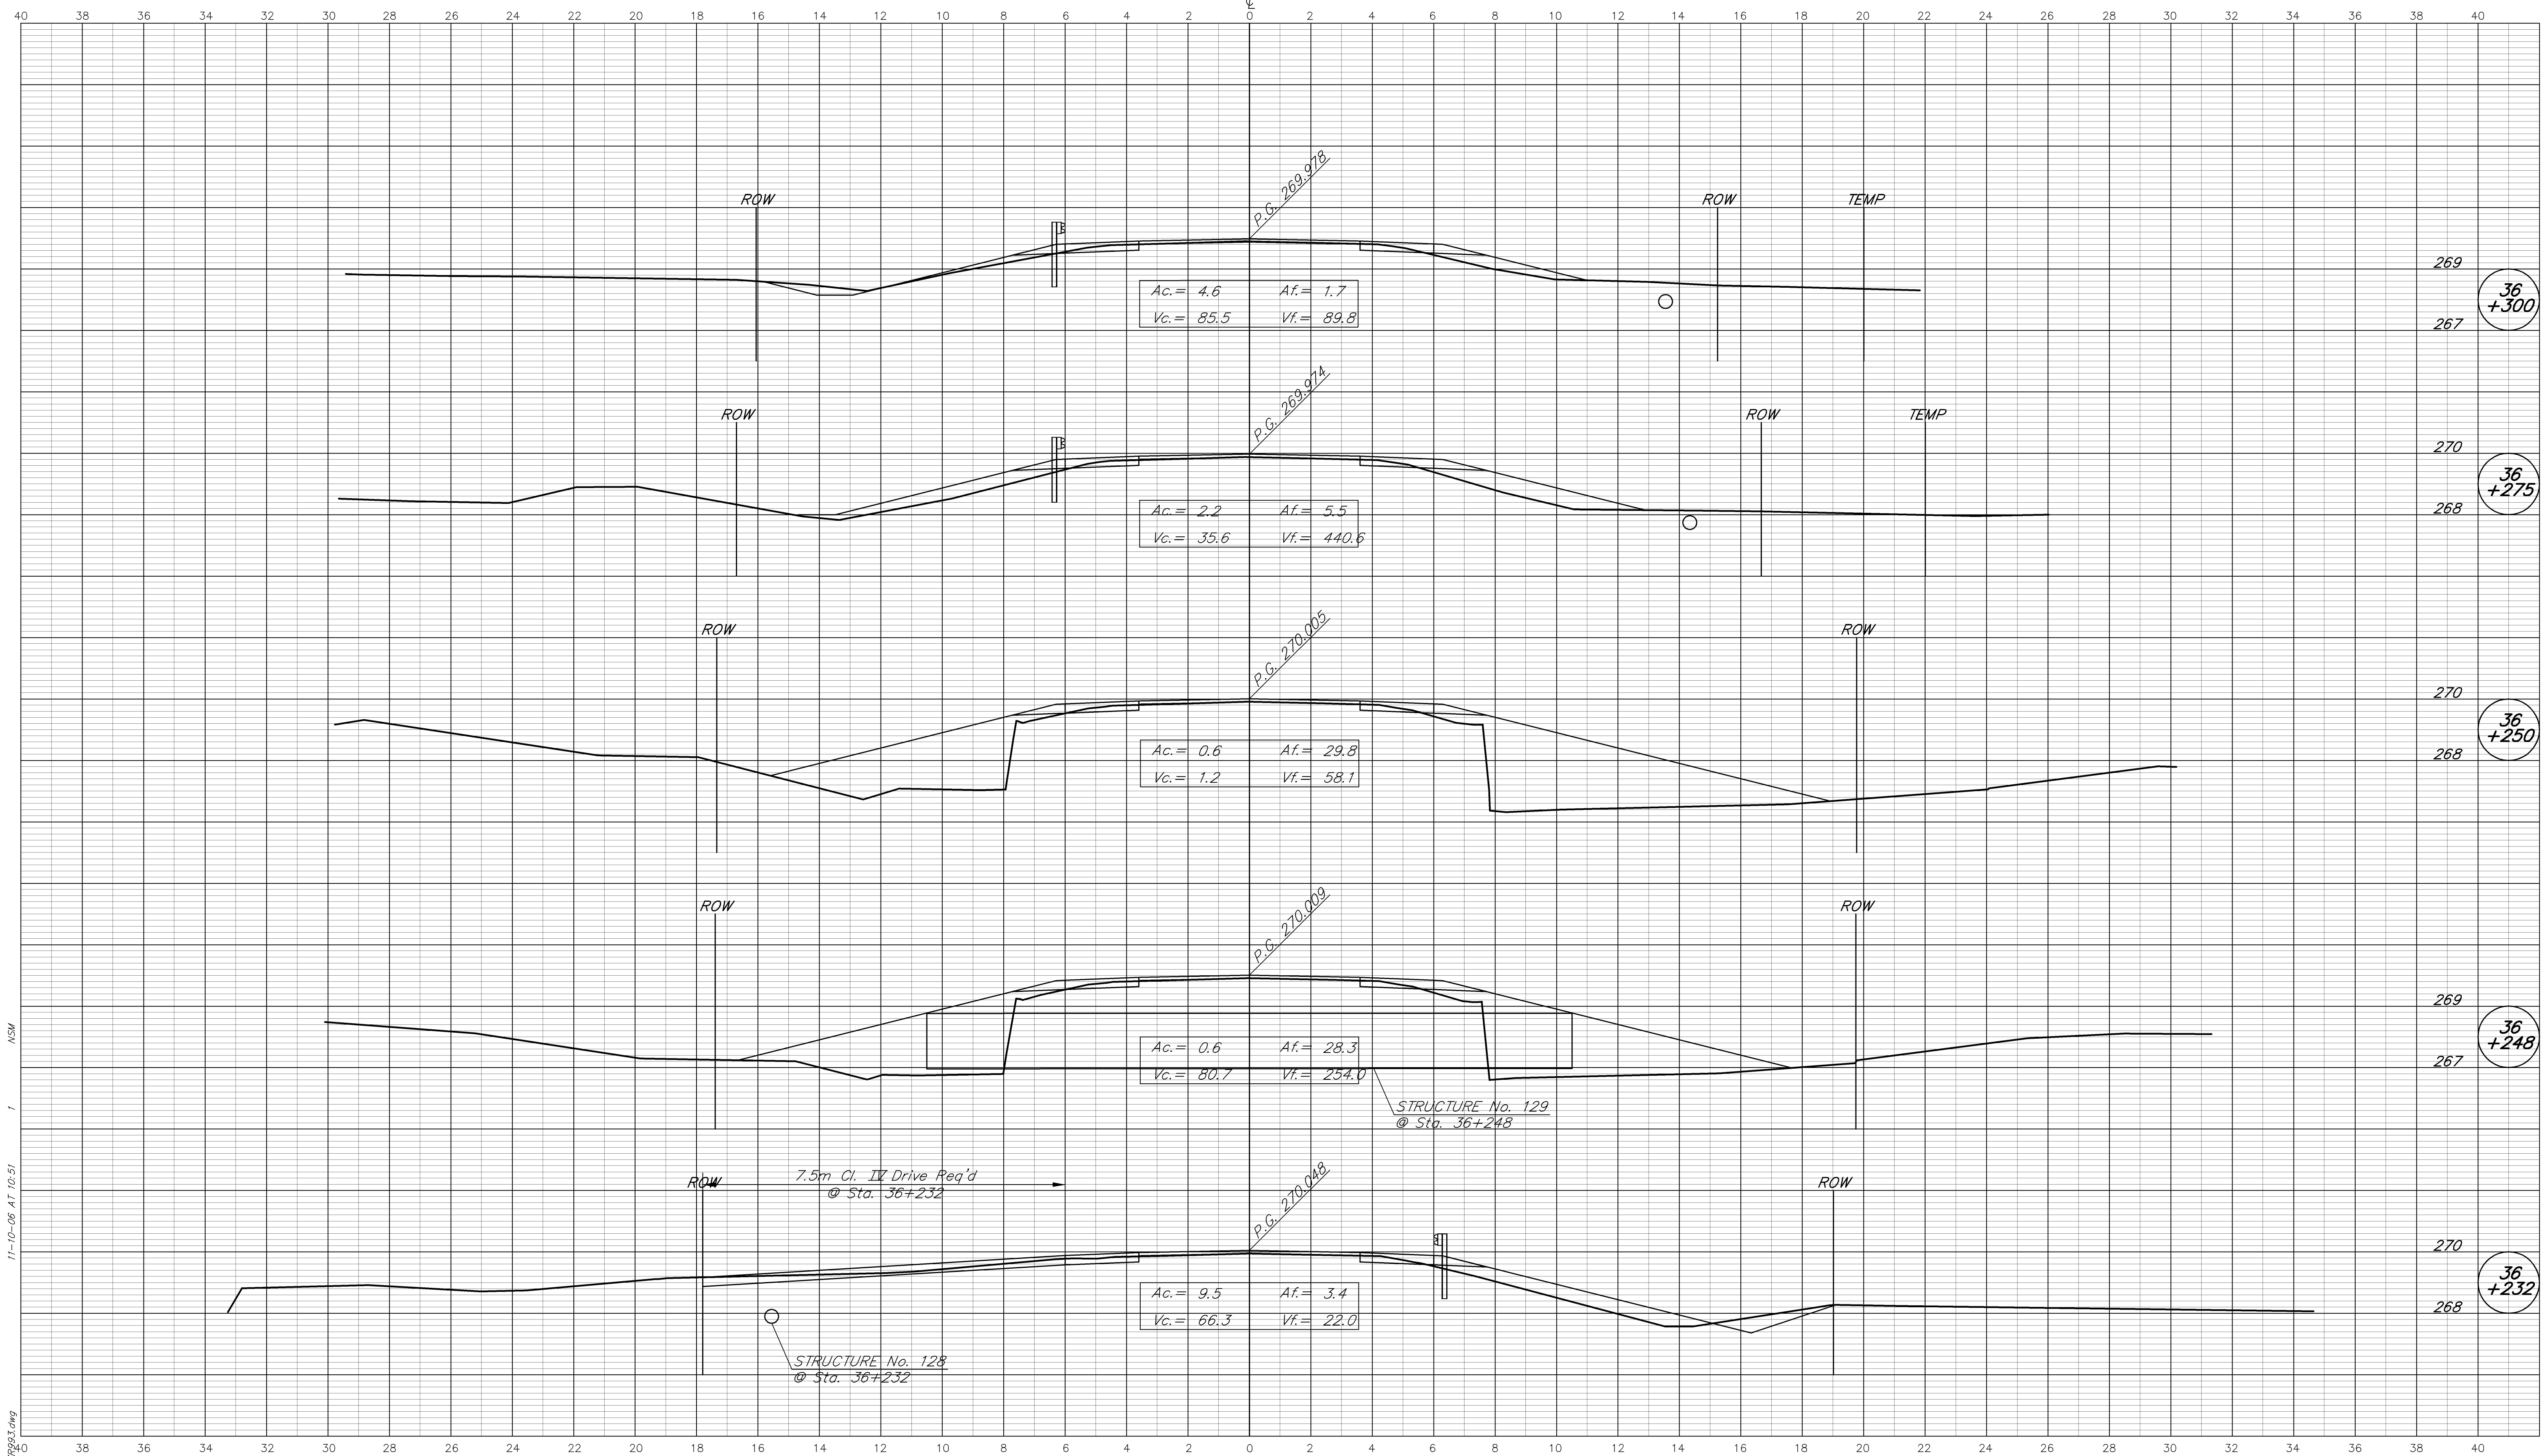 ℄
40 38 36 34 32 30 28 26 24 22 20 18 16 14 12 10 8 6 4 2 0 2 4 6 8 10 12 14 16 18 20 22 24 26 28 30 32 34 36 38 40
P.G. 269.978
ROW ROW TEMP
269
36
+300
Ac.= 4.6 Af.= 1.7
Vc.= 85.5 Vf.= 89.8
267
P.G. 269.974
ROW ROW TEMP
270
36
+275
Ac.= 2.2 Af.= 5.5
268
Vc.= 35.6 Vf.= 440.6
P.G. 270.005
ROW ROW
270
36
+250
Ac.= 0.6 Af.= 29.8
268
Vc.= 1.2 Vf.= 58.1
P.G. 270.009
ROW ROW
269
36
+248
Ac.= 0.6 Af.= 28.3
267
Vc.= 80.7 Vf.= 254.0
STRUCTURE No. 129
@ Sta. 36+248
7.5m Cl. IV Drive Req'd
@ Sta. 36+232
P.G. 270.048
ROW ROW
270
36
+232
Ac.= 9.5 Af.= 3.4
268
Vc.= 66.3 Vf.= 22.0
STRUCTURE No. 128
@ Sta. 36+232
40 38 36 34 32 30 28 26 24 22 20 18 16 14 12 10 8 6 4 2 0 2 4 6 8 10 12 14 16 18 20 22 24 26 28 30 32 34 36 38 40
11-10-06 AT 10:51 1 NSM